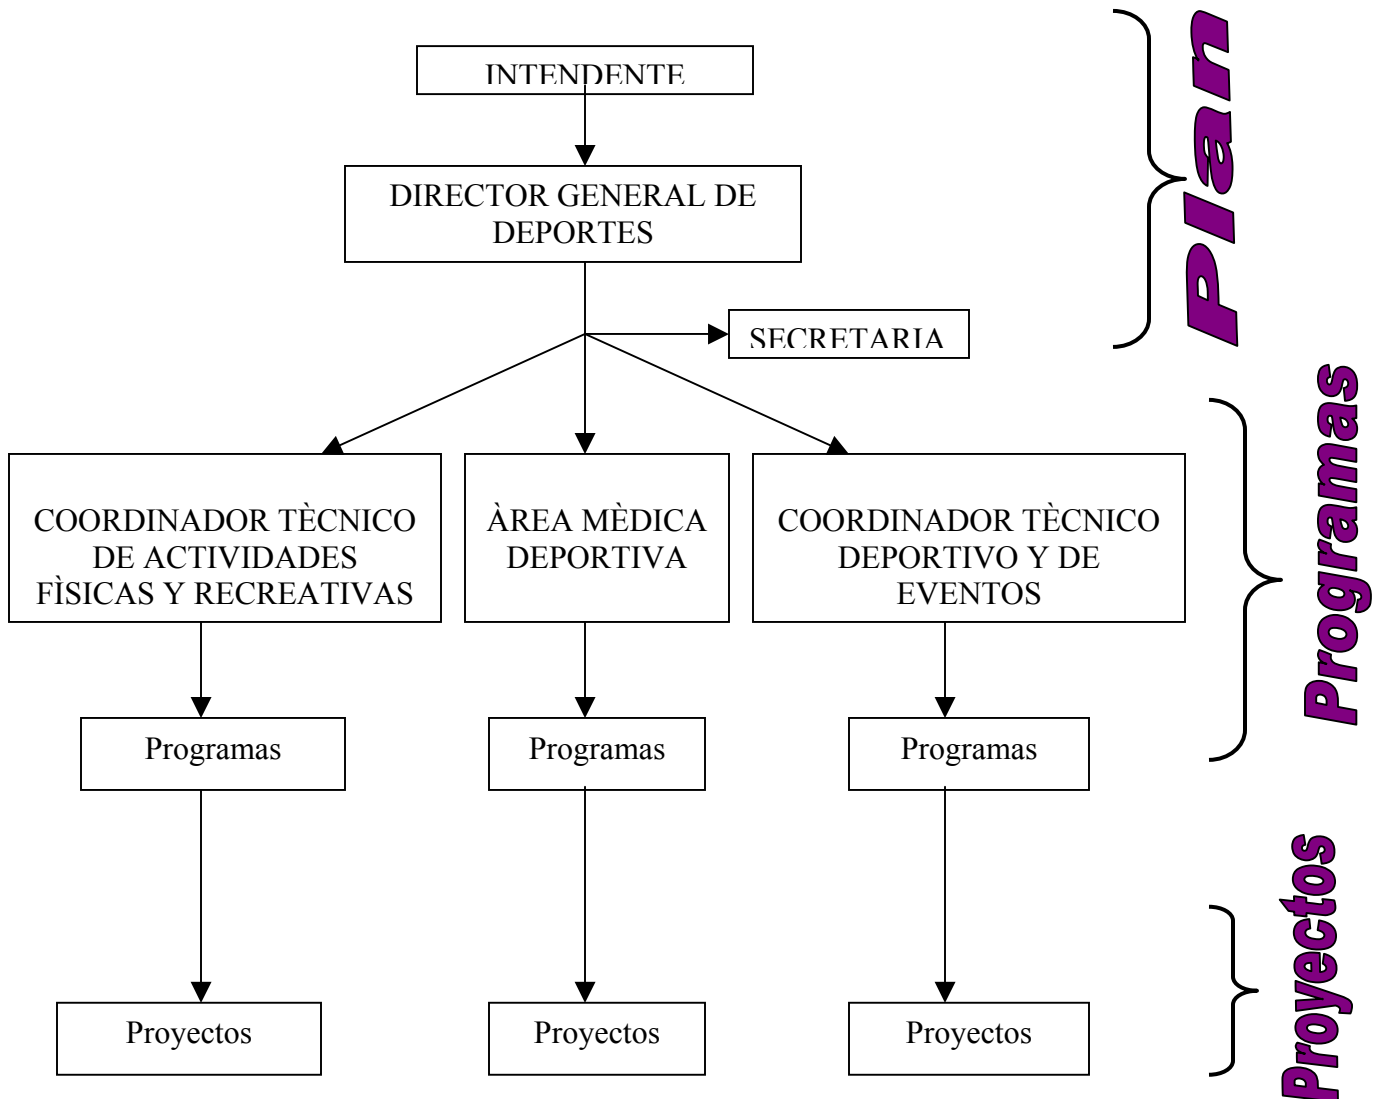 INTENDENTE
DIRECTOR GENERAL DE
DEPORTES
SECRETARIA
COORDINADOR TÈCNICO
DE ACTIVIDADES
FÌSICAS Y RECREATIVAS
ÀREA MÈDICA
DEPORTIVA
COORDINADOR TÈCNICO
DEPORTIVO Y DE
EVENTOS
Programas
Programas
Programas
Proyectos
Proyectos
Proyectos
Plan
Programas
Proyectos